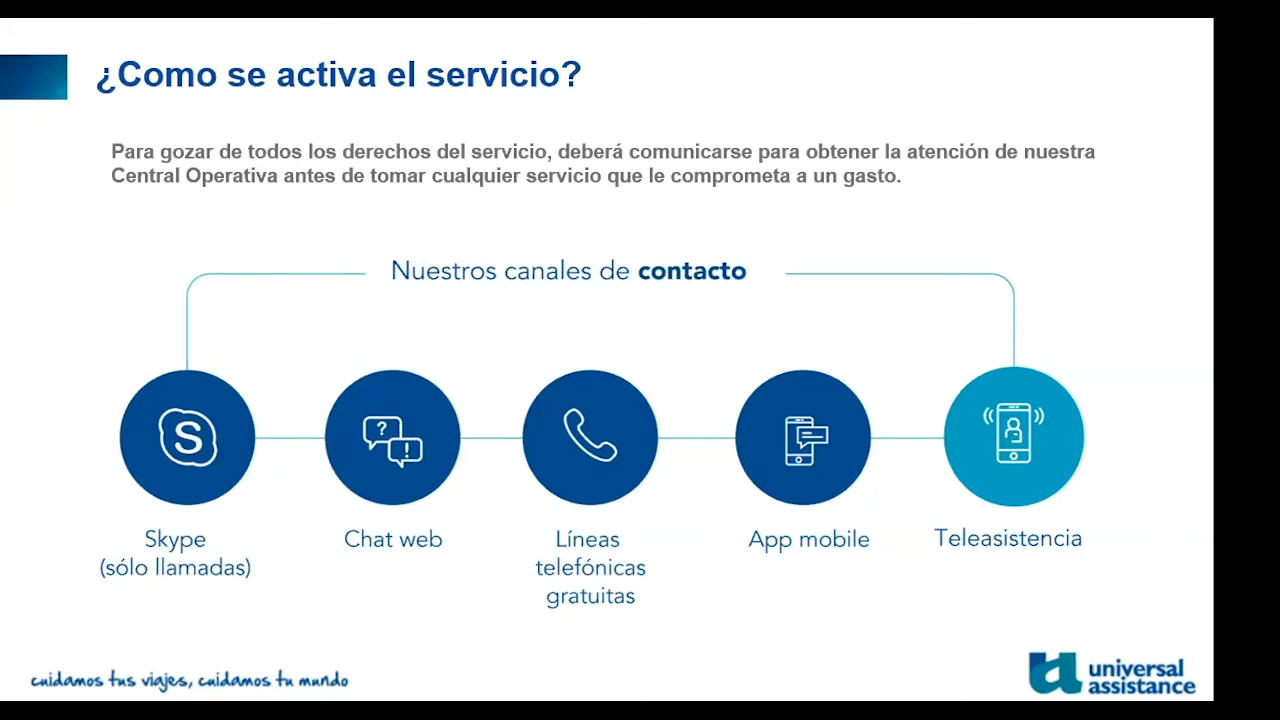 ¿Como se activa el servicio?
Para gozar de todos los derechos del servicio, deberá comunicarse para obtener la atención de nuestra
Central Operativa antes de tomar cualquier servicio que le comprometa a un gasto.
Nuestros canales de contacto
S
? !
Skype
(sólo llamadas)
Chat web
Líneas
telefónicas
gratuitas
App mobile
Teleasistencia
cuidamos tus viajes, cuidamos tu mundo
ua universal
assistance